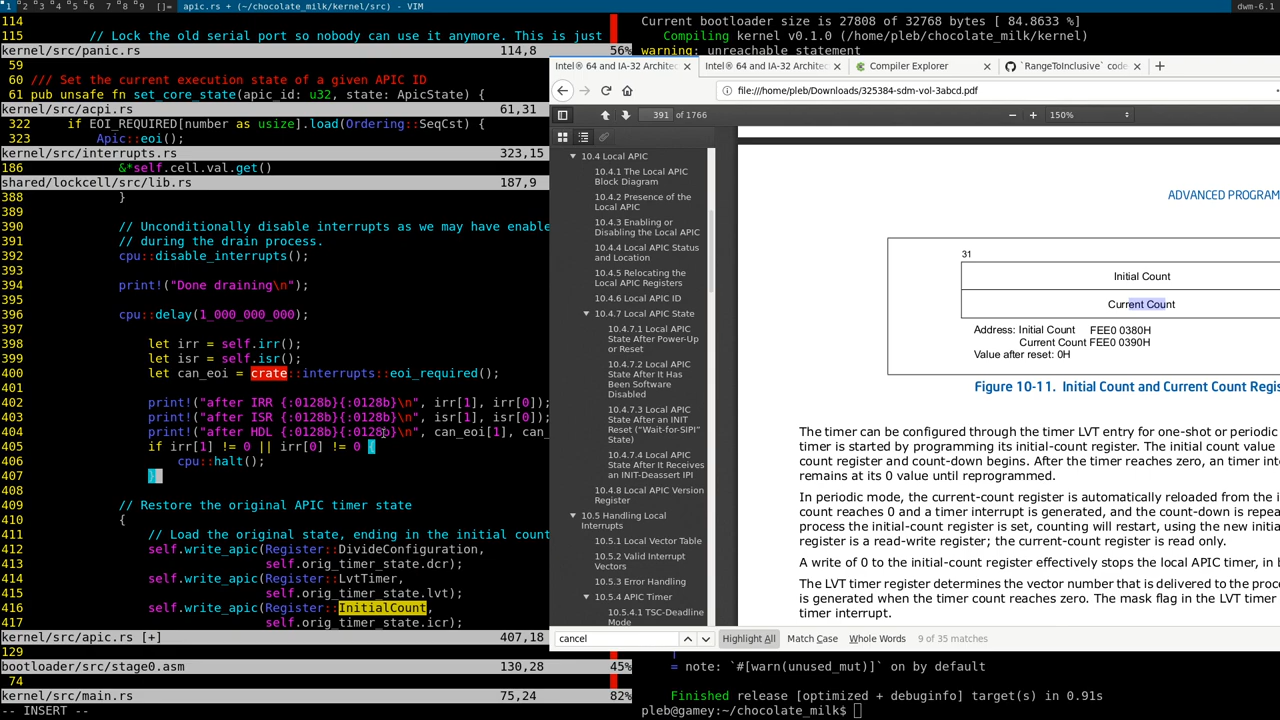 1 2 3 4 5 6 7 8 9 []= apic.rs + (~/chocolate_milk/kernel/src) - VIM
dwm-6.1
114
115 // Lock the old serial port so nobody can use it anymore. This is just
kernel/src/panic.rs 114,8 56%
59
60 /// Set the current execution state of a given APIC ID
61 pub unsafe fn set_core_state(apic_id: u32, state: ApicState) {
kernel/src/acpi.rs 61,31
322 if EOI_REQUIRED[number as usize].load(Ordering::SeqCst) {
323 Apic::eoi();
kernel/src/interrupts.rs 323,15
186 &*self.cell.val.get()
shared/lockcell/src/lib.rs 187,9
388 }
389
390 // Unconditionally disable interrupts as we may have enable
391 // during the drain process.
392 cpu::disable_interrupts();
393
394 print!("Done draining\n");
395
396 cpu::delay(1_000_000_000);
397
398 let irr = self.irr();
399 let isr = self.isr();
400 let can_eoi = crate::interrupts::eoi_required();
401
402 print!("after IRR {:0128b}{:0128b}\n", irr[1], irr[0]);
403 print!("after ISR {:0128b}{:0128b}\n", isr[1], isr[0]);
404 print!("after HDL {:0128b}{:0128b}\n", can_eoi[1], can_
405 if irr[1] != 0 || irr[0] != 0 {
406 cpu::halt();
407 }
408
409 // Restore the original APIC timer state
410 {
411 // Load the original state, ending in the initial count
412 self.write_apic(Register::DivideConfiguration,
413 self.orig_timer_state.dcr);
414 self.write_apic(Register::LvtTimer,
415 self.orig_timer_state.lvt);
416 self.write_apic(Register::InitialCount,
417 self.orig_timer_state.icr);
kernel/src/apic.rs [+] 407,18
129
bootloader/src/stage0.asm 130,28 45%
74
kernel/src/main.rs 75,24 82%
-- INSERT --
Current bootloader size is 27808 of 32768 bytes [ 84.8633 %]
Compiling kernel v0.1.0 (/home/pleb/chocolate_milk/kernel)
warning: unreachable statement
Intel® 64 and IA-32 Architec
Intel® 64 and IA-32 Architec
Compiler Explorer
`RangeToInclusive` code
file:///home/pleb/Downloads/325384-sdm-vol-3abcd.pdf
391 of 1766
150%
10.4 Local APIC
10.4.1 The Local APIC
Block Diagram
10.4.2 Presence of the
Local APIC
10.4.3 Enabling or
Disabling the Local APIC
10.4.4 Local APIC Status
and Location
10.4.5 Relocating the
Local APIC Registers
10.4.6 Local APIC ID
10.4.7 Local APIC State
10.4.7.1 Local APIC
State After Power-Up
or Reset
10.4.7.2 Local APIC
State After It Has
Been Software
Disabled
10.4.7.3 Local APIC
State After an INIT
Reset ("Wait-for-SIPI"
State)
10.4.7.4 Local APIC
State After It Receives
an INIT-Deassert IPI
10.4.8 Local APIC Version
Register
10.5 Handling Local
Interrupts
10.5.1 Local Vector Table
10.5.2 Valid Interrupt
Vectors
10.5.3 Error Handling
10.5.4 APIC Timer
10.5.4.1 TSC-Deadline
Mode
ADVANCED PROGRAM
31
Initial Count
Current Count
Address: Initial Count FEE0 0380H
Current Count FEE0 0390H
Value after reset: 0H
Figure 10-11. Initial Count and Current Count Regis
The timer can be configured through the timer LVT entry for one-shot or periodic
timer is started by programming its initial-count register. The initial count value
count register and count-down begins. After the timer reaches zero, an timer int
remains at its 0 value until reprogrammed.
In periodic mode, the current-count register is automatically reloaded from the i
count reaches 0 and a timer interrupt is generated, and the count-down is repea
process the initial-count register is set, counting will restart, using the new initia
register is a read-write register; the current-count register is read only.
A write of 0 to the initial-count register effectively stops the local APIC timer, in b
The LVT timer register determines the vector number that is delivered to the proce
is generated when the timer count reaches zero. The mask flag in the LVT timer
timer interrupt.
cancel
Highlight All Match Case Whole Words 9 of 35 matches
= note: `#[warn(unused_mut)]` on by default
Finished release [optimized + debuginfo] target(s) in 0.91s
pleb@gamey:~/chocolate_milk$